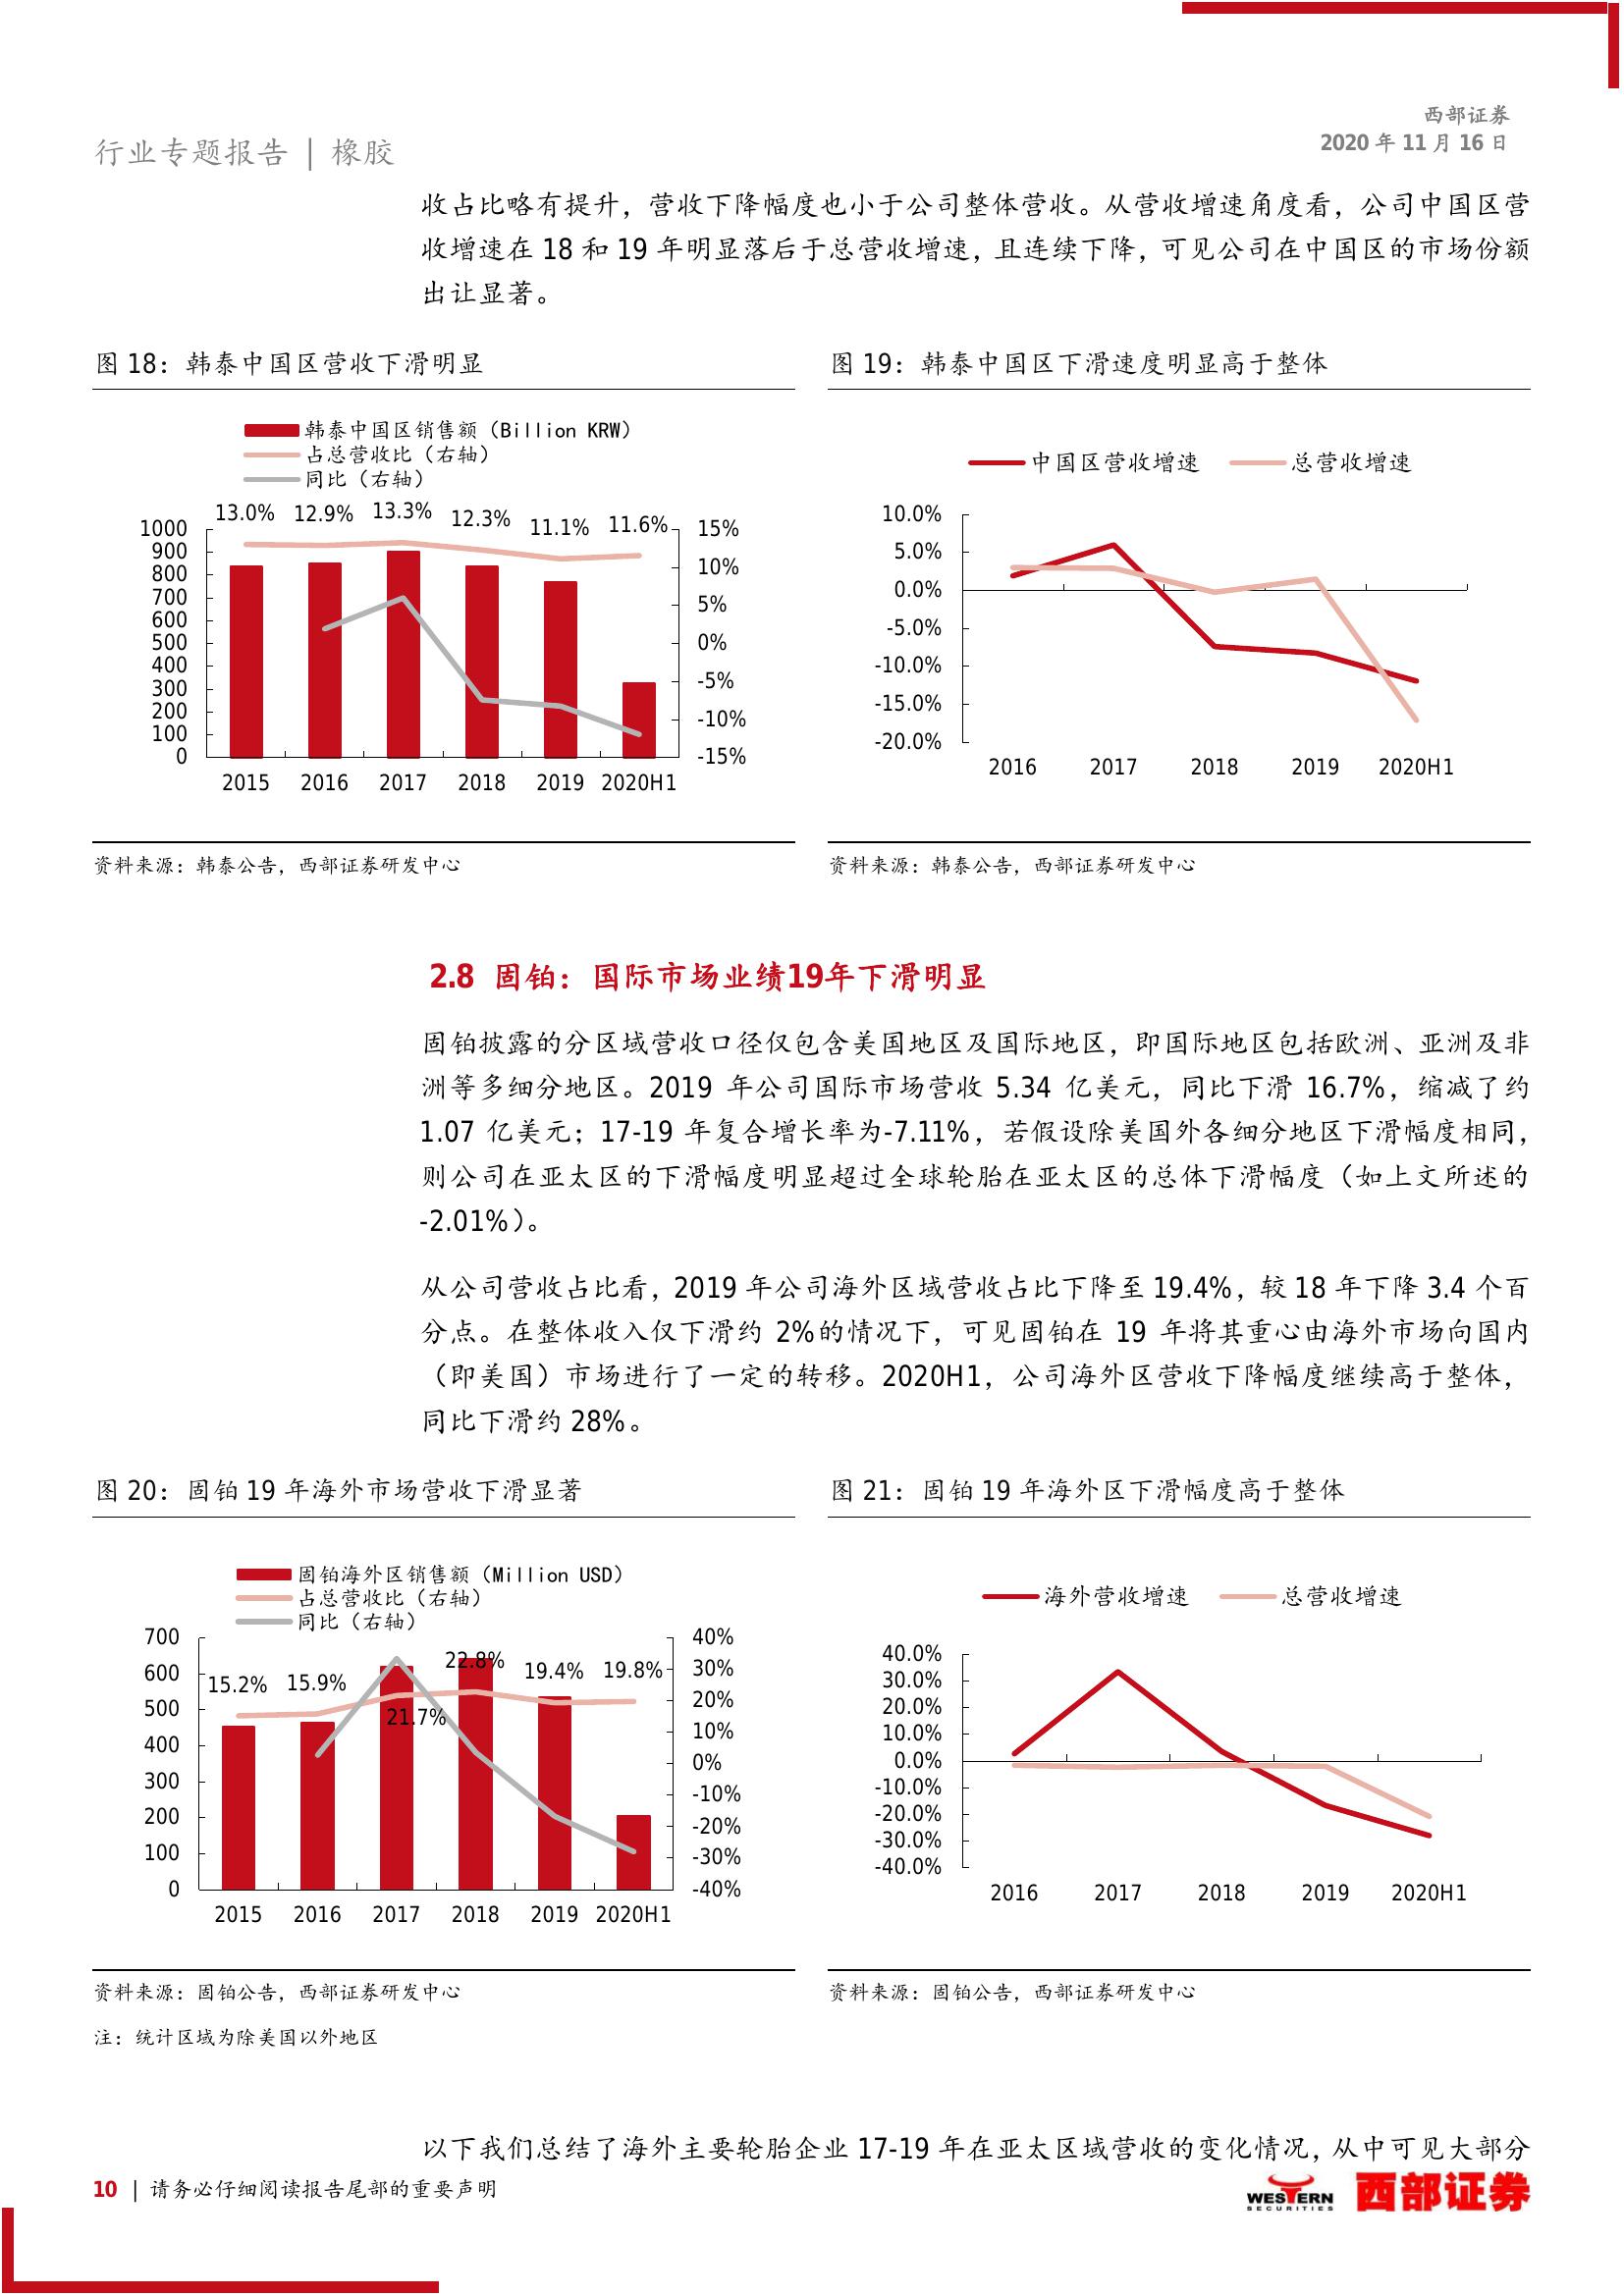 西部证券
2020 年 11 月 16 日
行业专题报告 | 橡胶
收占比略有提升，营收下降幅度也小于公司整体营收。从营收增速角度看，公司中国区营
收增速在 18 和 19 年明显落后于总营收增速，且连续下降，可见公司在中国区的市场份额
出让显著。
图 18：韩泰中国区营收下滑明显
韩泰中国区销售额（Billion KRW）
占总营收比（右轴）
同比（右轴）
13.0% 12.9% 13.3% 12.3% 11.1% 11.6%
1000
900
800
700
600
500
400
300
200
100
0
15%
10%
5%
0%
-5%
-10%
-15%
2015 2016 2017 2018 2019 2020H1
资料来源：韩泰公告，西部证券研发中心
图 19：韩泰中国区下滑速度明显高于整体
中国区营收增速 总营收增速
10.0%
5.0%
0.0%
-5.0%
-10.0%
-15.0%
-20.0%
2016 2017 2018 2019 2020H1
资料来源：韩泰公告，西部证券研发中心
2.8 固铂：国际市场业绩19年下滑明显
固铂披露的分区域营收口径仅包含美国地区及国际地区，即国际地区包括欧洲、亚洲及非
洲等多细分地区。2019 年公司国际市场营收 5.34 亿美元，同比下滑 16.7%，缩减了约
1.07 亿美元；17-19 年复合增长率为-7.11%，若假设除美国外各细分地区下滑幅度相同，
则公司在亚太区的下滑幅度明显超过全球轮胎在亚太区的总体下滑幅度（如上文所述的
-2.01%）。
从公司营收占比看，2019 年公司海外区域营收占比下降至 19.4%，较 18 年下降 3.4 个百
分点。在整体收入仅下滑约 2%的情况下，可见固铂在 19 年将其重心由海外市场向国内
（即美国）市场进行了一定的转移。2020H1，公司海外区营收下降幅度继续高于整体，
同比下滑约 28%。
图 20：固铂 19 年海外市场营收下滑显著
固铂海外区销售额（Million USD）
占总营收比（右轴）
同比（右轴）
15.2% 15.9% 21.7% 22.8% 19.4% 19.8%
700
600
500
400
300
200
100
0
40%
30%
20%
10%
0%
-10%
-20%
-30%
-40%
2015 2016 2017 2018 2019 2020H1
资料来源：固铂公告，西部证券研发中心
注：统计区域为除美国以外地区
图 21：固铂 19 年海外区下滑幅度高于整体
海外营收增速 总营收增速
40.0%
30.0%
20.0%
10.0%
0.0%
-10.0%
-20.0%
-30.0%
-40.0%
2016 2017 2018 2019 2020H1
资料来源：固铂公告，西部证券研发中心
以下我们总结了海外主要轮胎企业 17-19 年在亚太区域营收的变化情况，从中可见大部分
10 | 请务必仔细阅读报告尾部的重要声明
WESTERN
SECURITIES
西部证券